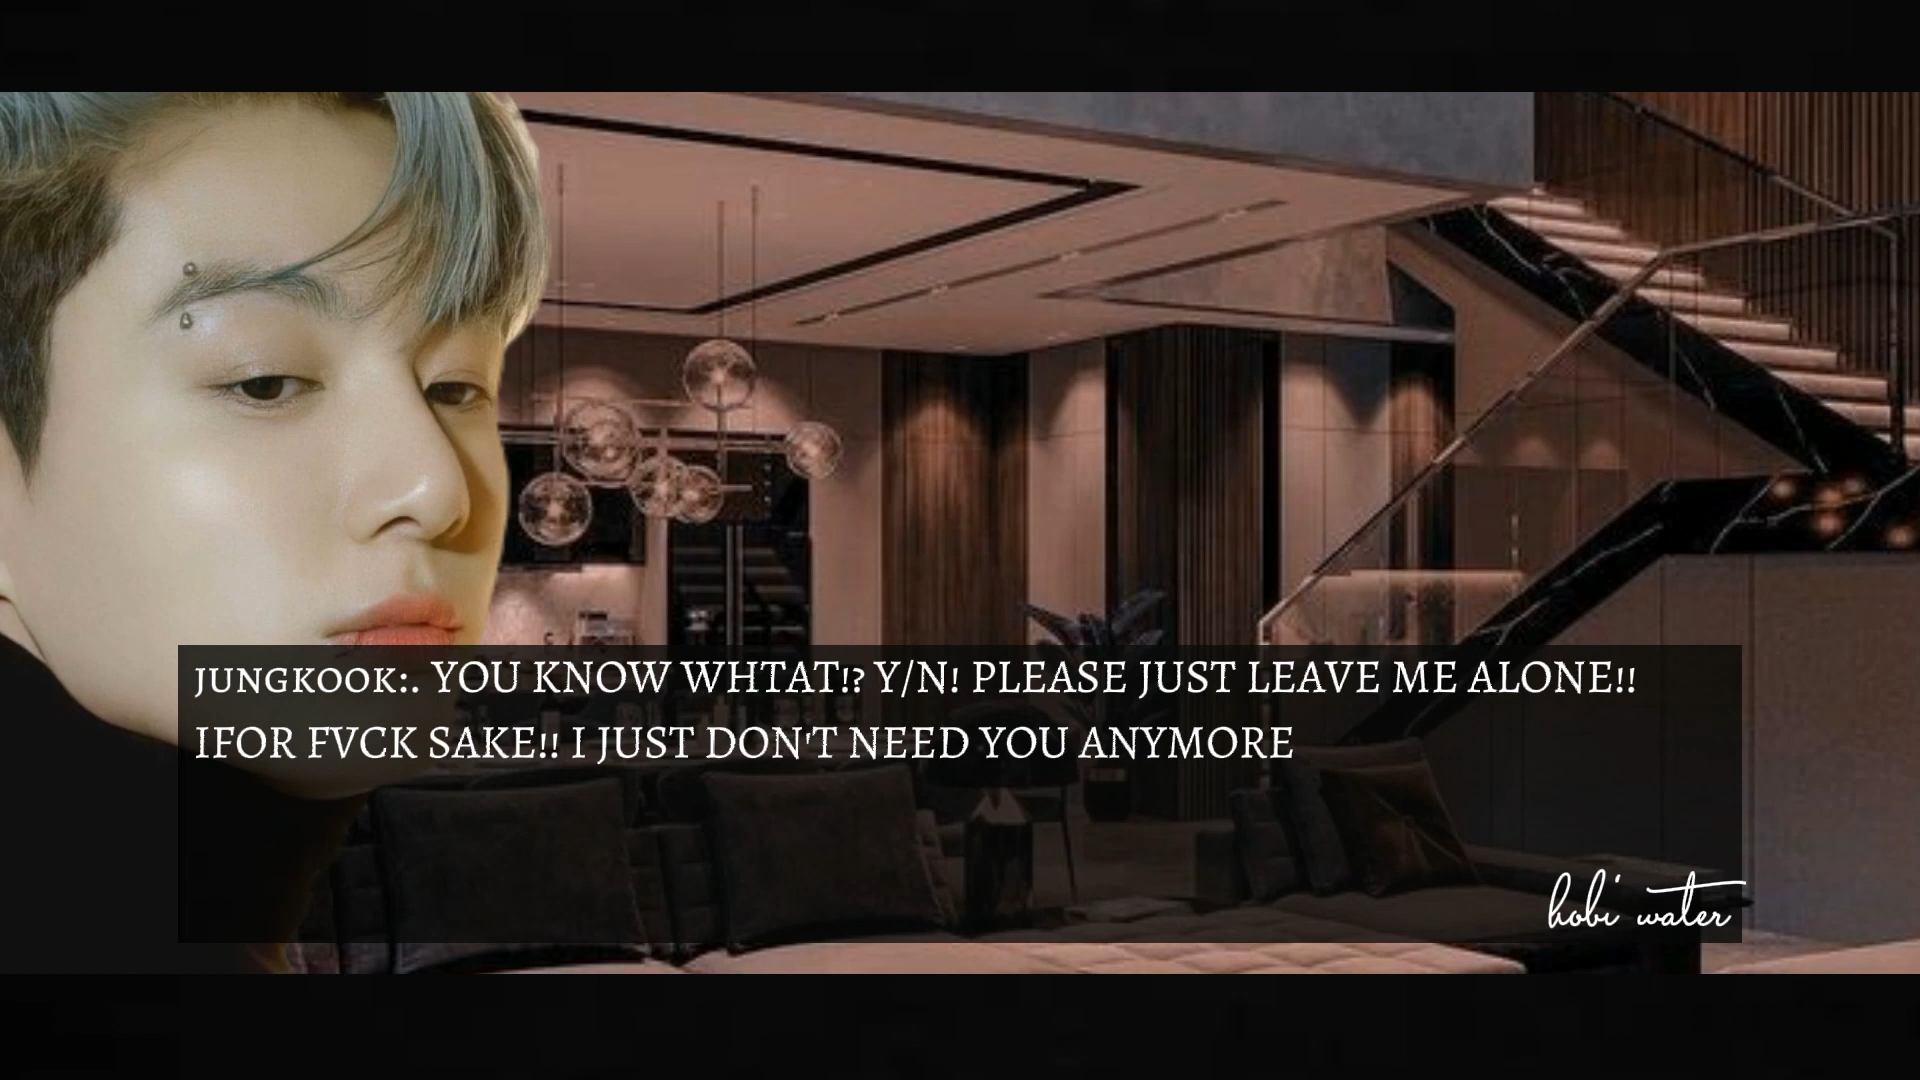 JUNGKOOK:. YOU KNOW WHTAT!? Y/N! PLEASE JUST LEAVE ME ALONE!!
IFOR FVCK SAKE!! I JUST DON'T NEED YOU ANYMORE
hobi water